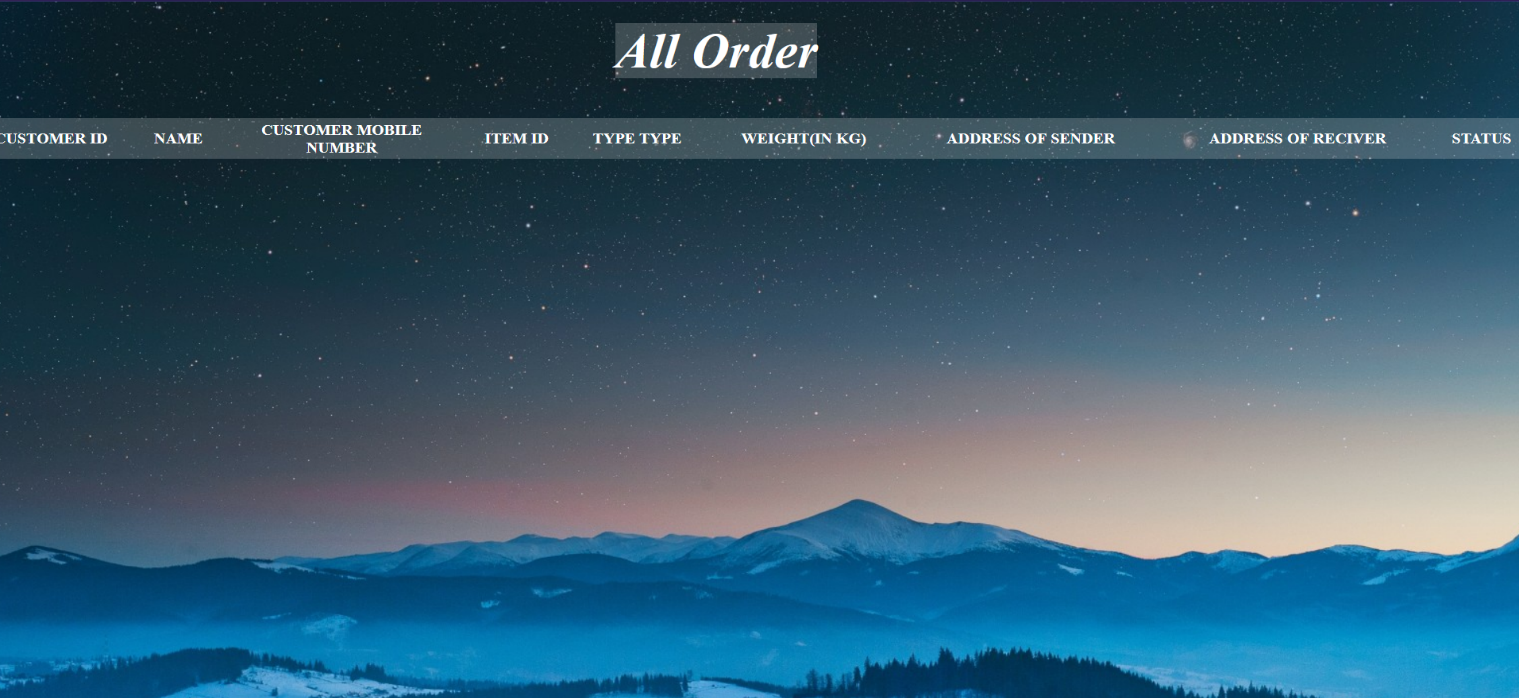 All Order
CUSTOMER ID NAME CUSTOMER MOBILE NUMBER ITEM ID TYPE TYPE WEIGHT(IN KG) ADDRESS OF SENDER ADDRESS OF RECIVER STATUS